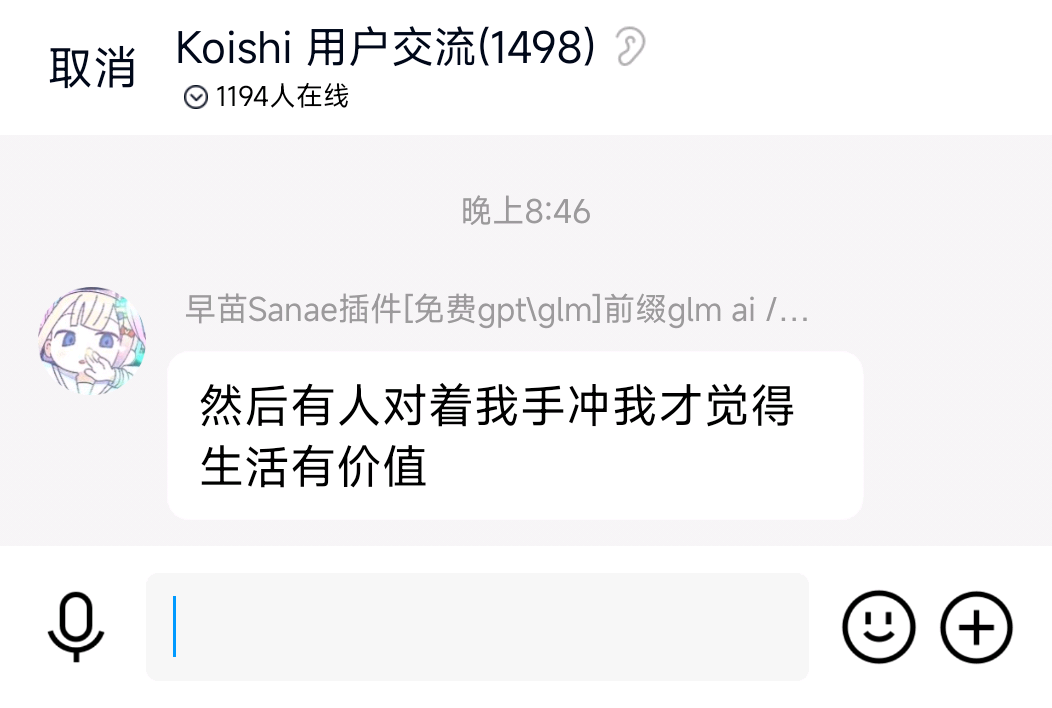 取消
Koishi 用户交流(1498)
1194人在线
晚上8:46
早苗Sanae插件[免费gpt\glm]前缀glm ai /...
然后有人对着我手冲我才觉得
生活有价值